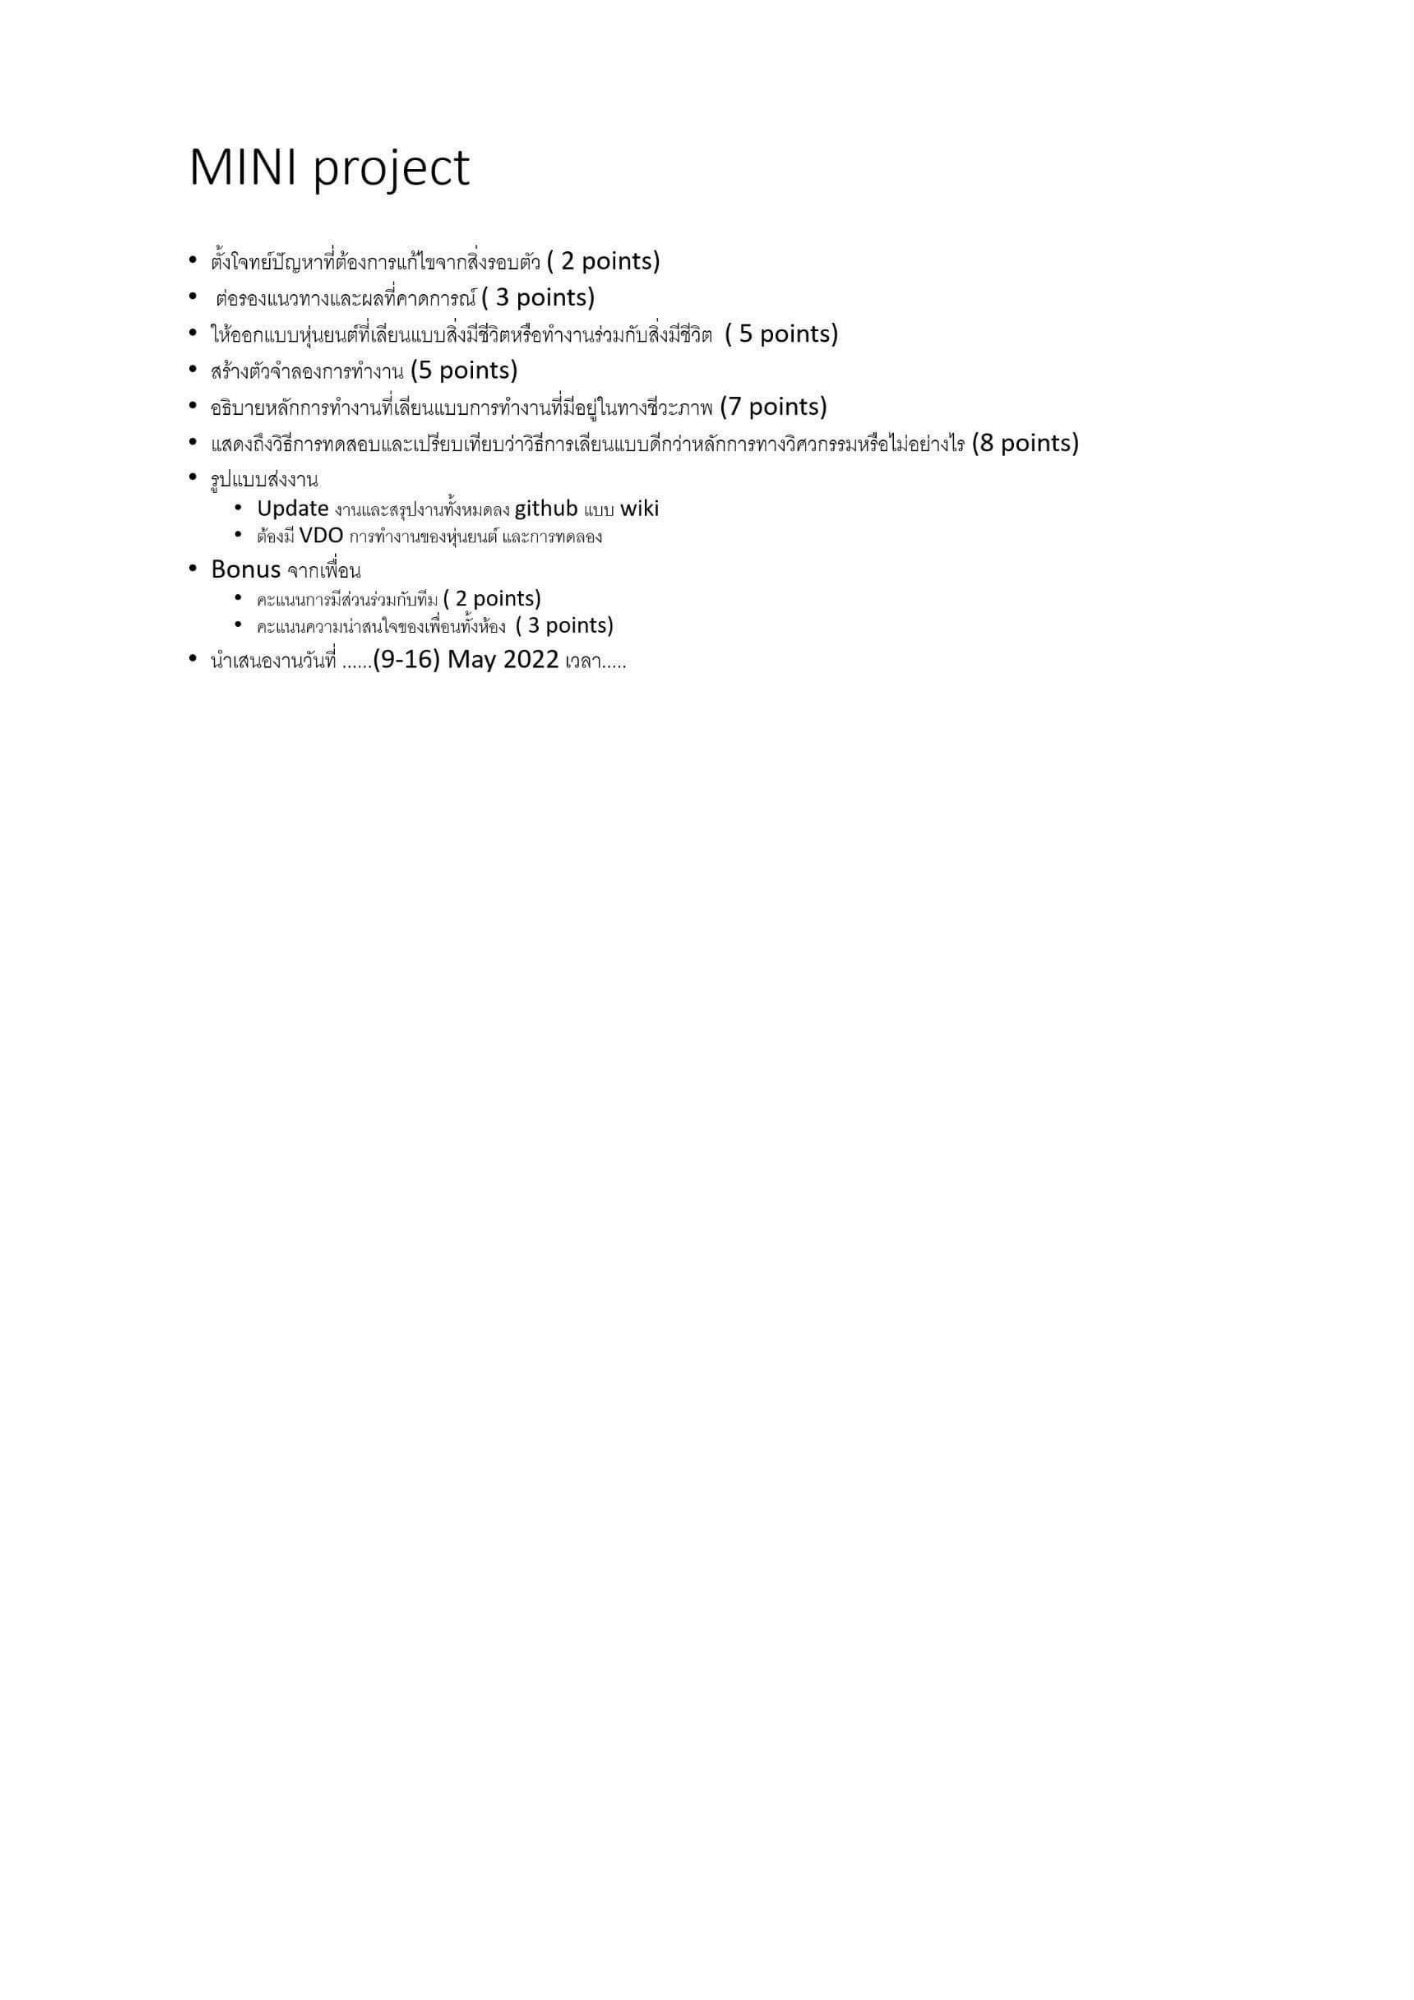 MINI project
• ตั้งโจทย์ปัญหาที่ต้องการแก้ไขจากสิ่งรอบตัว ( 2 points)
• ต่อรองแนวทางและผลที่คาดการณ์ ( 3 points)
• ให้ออกแบบหุ่นยนต์ที่เลียนแบบสิ่งมีชีวิตหรือทำงานร่วมกับสิ่งมีชีวิต ( 5 points)
• สร้างตัวจำลองการทำงาน (5 points)
• อธิบายหลักการทำงานที่เลียนแบบการทำงานที่มีอยู่ในทางชีวะภาพ (7 points)
• แสดงถึงวิธีการทดสอบและเปรียบเทียบว่าวิธีการเลียนแบบดีกว่าหลักการทางวิศวกรรมหรือไม่อย่างไร (8 points)
• รูปแบบส่งงาน
• Update งานและสรุปงานทั้งหมดลง github แบบ wiki
• ต้องมี VDO การทำงานของหุ่นยนต์ และการทดลอง
• Bonus จากเพื่อน
• คะแนนการมีส่วนร่วมกับทีม ( 2 points)
• คะแนนความน่าสนใจของเพื่อนทั้งห้อง ( 3 points)
• นำเสนองานวันที่ ......(9-16) May 2022 เวลา.....